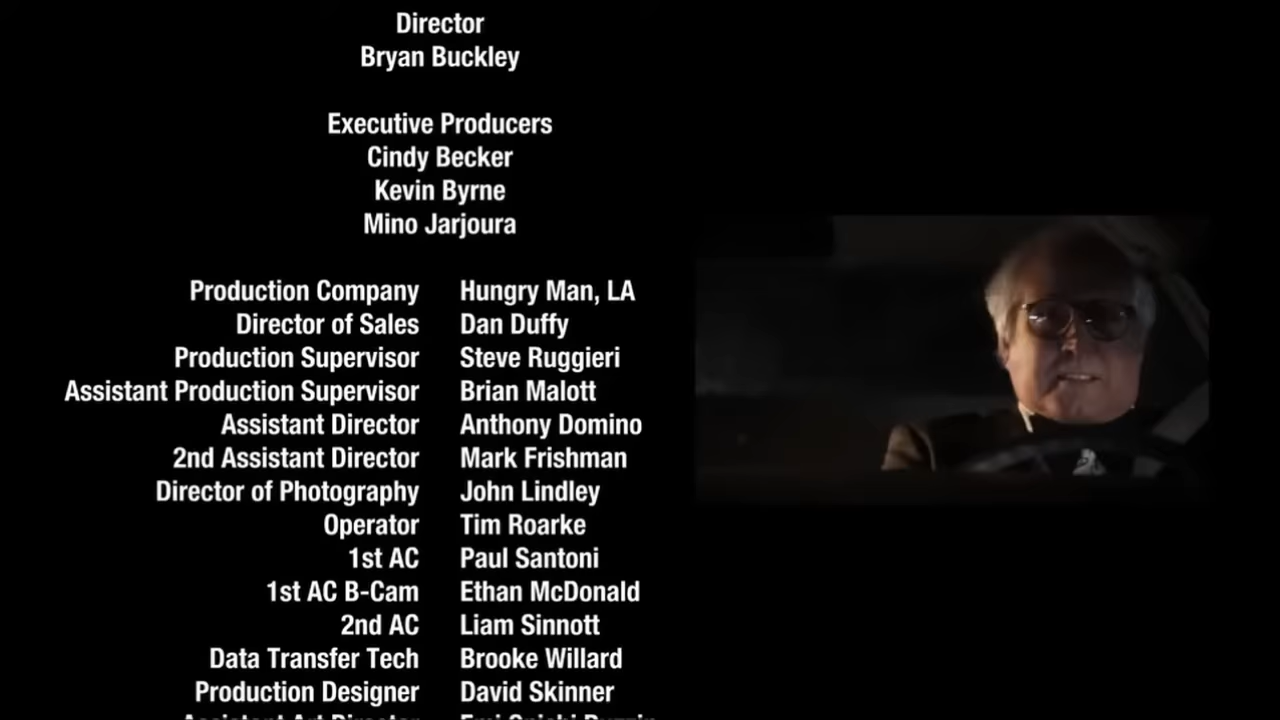 Director
Bryan Buckley
Executive Producers
Cindy Becker
Kevin Byrne
Mino Jarjoura
Production Company Hungry Man, LA
Director of Sales Dan Duffy
Production Supervisor Steve Ruggieri
Assistant Production Supervisor Brian Malott
Assistant Director Anthony Domino
2nd Assistant Director Mark Frishman
Director of Photography John Lindley
Operator Tim Roarke
1st AC Paul Santoni
1st AC B-Cam Ethan McDonald
2nd AC Liam Sinnott
Data Transfer Tech Brooke Willard
Production Designer David Skinner
Assistant Art Director